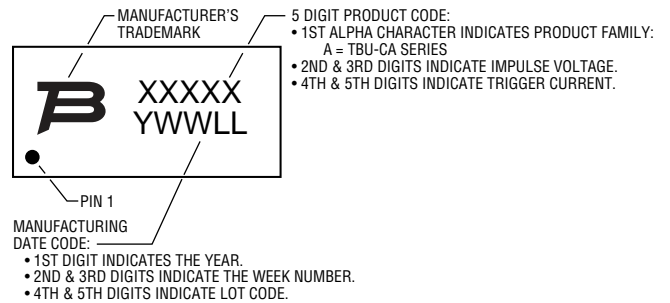 MANUFACTURER'S
TRADEMARK
5 DIGIT PRODUCT CODE:
• 1ST ALPHA CHARACTER INDICATES PRODUCT FAMILY:
A = TBU-CA SERIES
• 2ND & 3RD DIGITS INDICATE IMPULSE VOLTAGE.
• 4TH & 5TH DIGITS INDICATE TRIGGER CURRENT.
B
XXXXX
YWWLL
PIN 1
MANUFACTURING
DATE CODE:
• 1ST DIGIT INDICATES THE YEAR.
• 2ND & 3RD DIGITS INDICATE THE WEEK NUMBER.
• 4TH & 5TH DIGITS INDICATE LOT CODE.